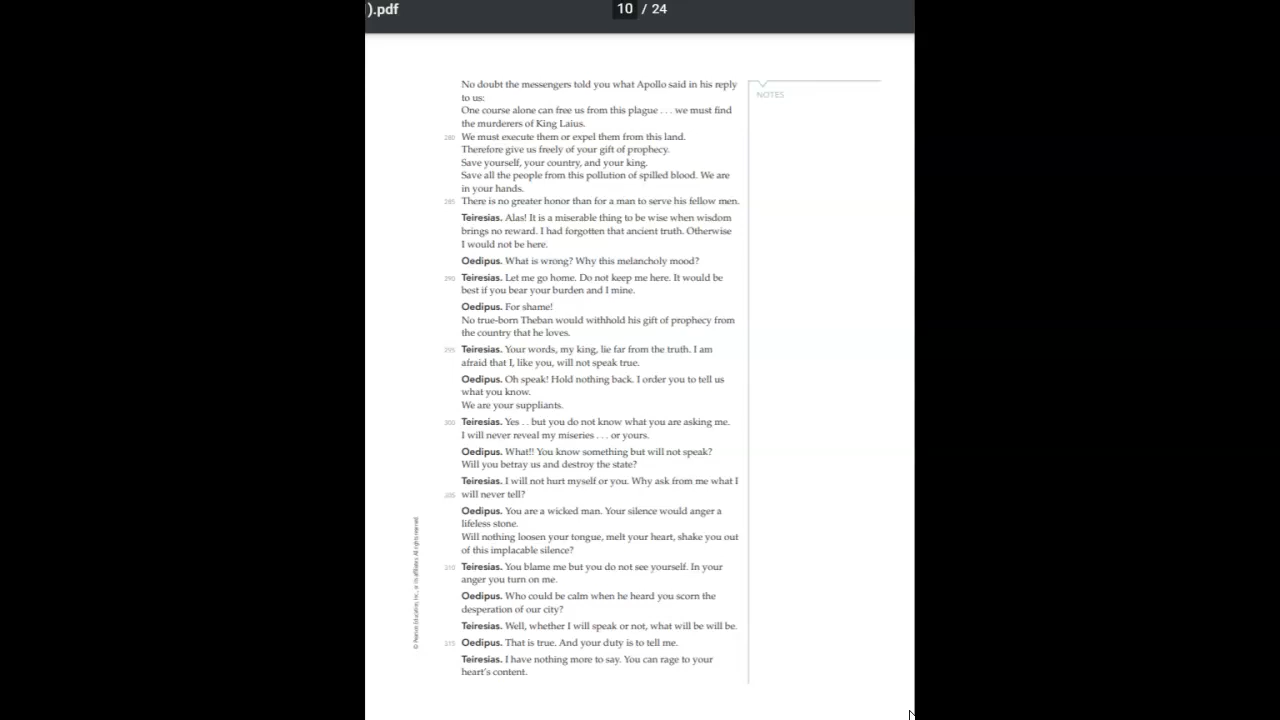 ).pdf
10 / 24
No doubt the messengers told you what Apollo said in his reply
to us:
One course alone can free us from this plague . . . we must find
the murderers of King Laius.
280 We must execute them or expel them from this land.
Therefore give us freely of your gift of prophecy.
Save yourself, your country, and your king.
Save all the people from this pollution of spilled blood. We are
in your hands.
285 There is no greater honor than for a man to serve his fellow men.
Teiresias. Alas! It is a miserable thing to be wise when wisdom
brings no reward. I had forgotten that ancient truth. Otherwise
I would not be here.
Oedipus. What is wrong? Why this melancholy mood?
290 Teiresias. Let me go home. Do not keep me here. It would be
best if you bear your burden and I mine.
Oedipus. For shame!
No true-born Theban would withhold his gift of prophecy from
the country that he loves.
295 Teiresias. Your words, my king, lie far from the truth. I am
afraid that I, like you, will not speak true.
Oedipus. Oh speak! Hold nothing back. I order you to tell us
what you know.
We are your suppliants.
300 Teiresias. Yes . . but you do not know what you are asking me.
I will never reveal my miseries . . . or yours.
Oedipus. What!! You know something but will not speak?
Will you betray us and destroy the state?
Teiresias. I will not hurt myself or you. Why ask from me what I
305 will never tell?
Oedipus. You are a wicked man. Your silence would anger a
lifeless stone.
Will nothing loosen your tongue, melt your heart, shake you out
of this implacable silence?
310 Teiresias. You blame me but you do not see yourself. In your
anger you turn on me.
Oedipus. Who could be calm when he heard you scorn the
desperation of our city?
Teiresias. Well, whether I will speak or not, what will be will be.
315 Oedipus. That is true. And your duty is to tell me.
Teiresias. I have nothing more to say. You can rage to your
heart's content.
NOTES
© Pearson Education, Inc., or its affiliates. All rights reserved.